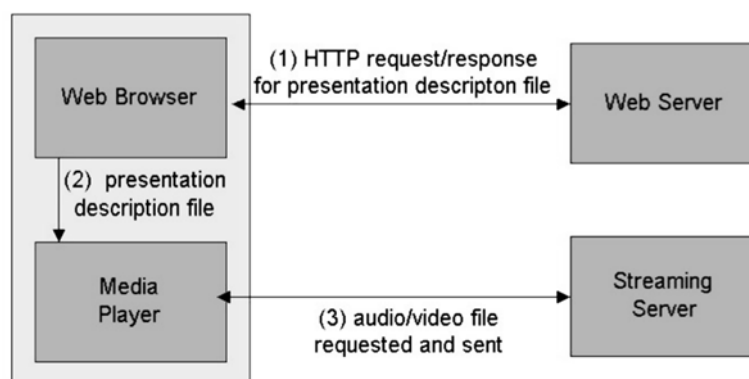 Web Browser
(1) HTTP request/response
for presentation descripton file
Web Server
(2) presentation
description file
Media
Player
(3) audio/video file
requested and sent
Streaming
Server